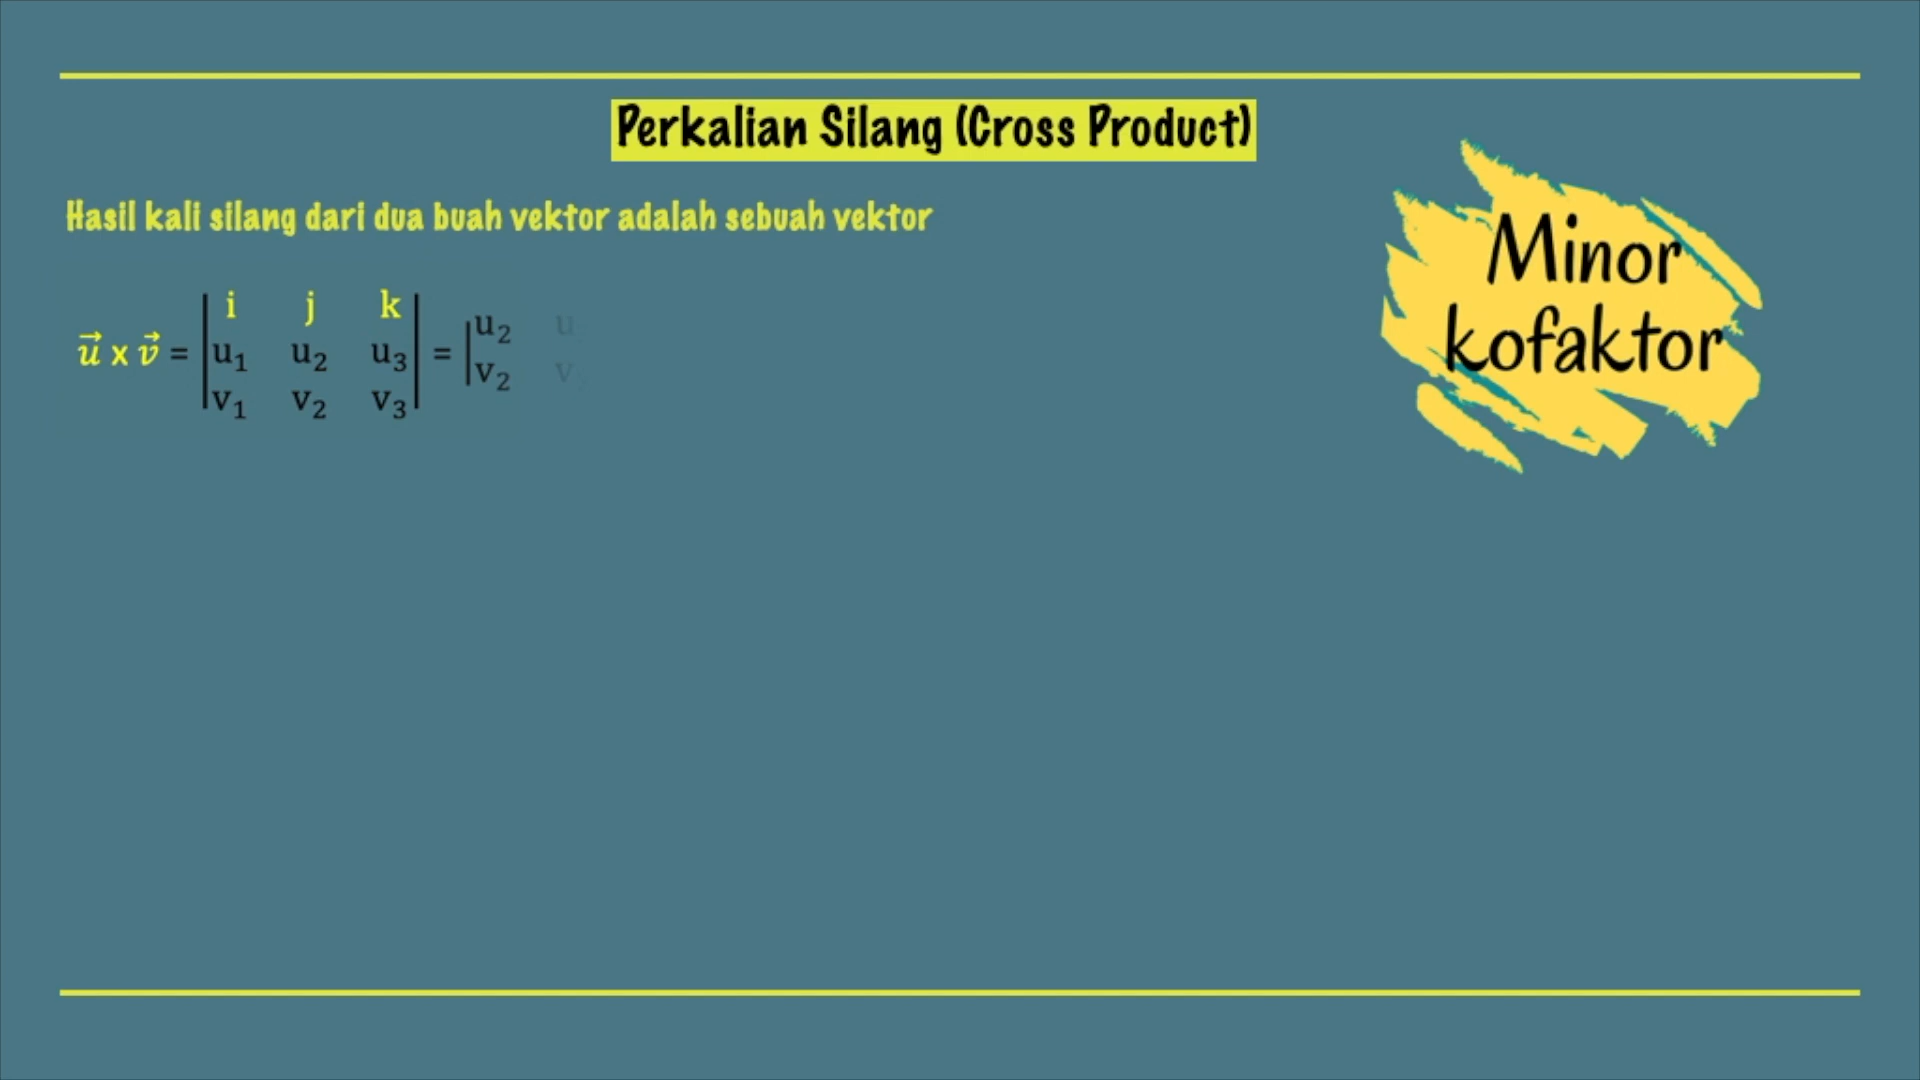 Perkalian Silang (Cross Product)
Hasil kali silang dari dua buah vektor adalah sebuah vektor
Minor
kofaktor
i j k
u⃗ x v⃗ = |u₁ u₂ u₃| = |u₂ u
v₁ v₂ v₃ v₂ v